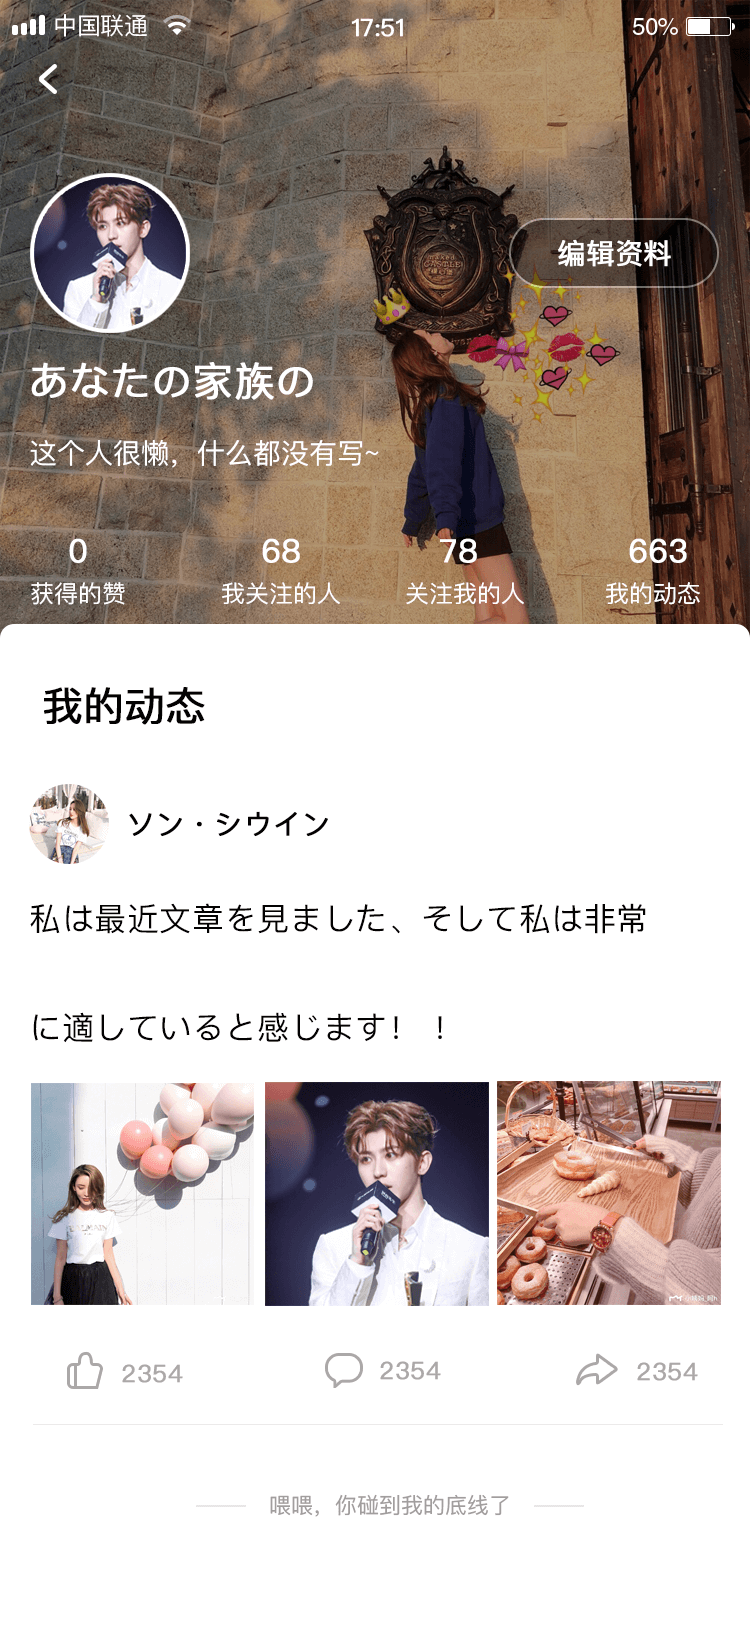 中国联通
17:51
50%
编辑资料
あなたの家族の
这个人很懒，什么都没有写~
0 68 78 663
获得的赞 我关注的人 关注我的人 我的动态
我的动态
ソン・シウイン
私は最近文章を見ました、そして私は非常
に適していると感じます！ ！
2354 2354 2354
喂喂，你碰到我的底线了